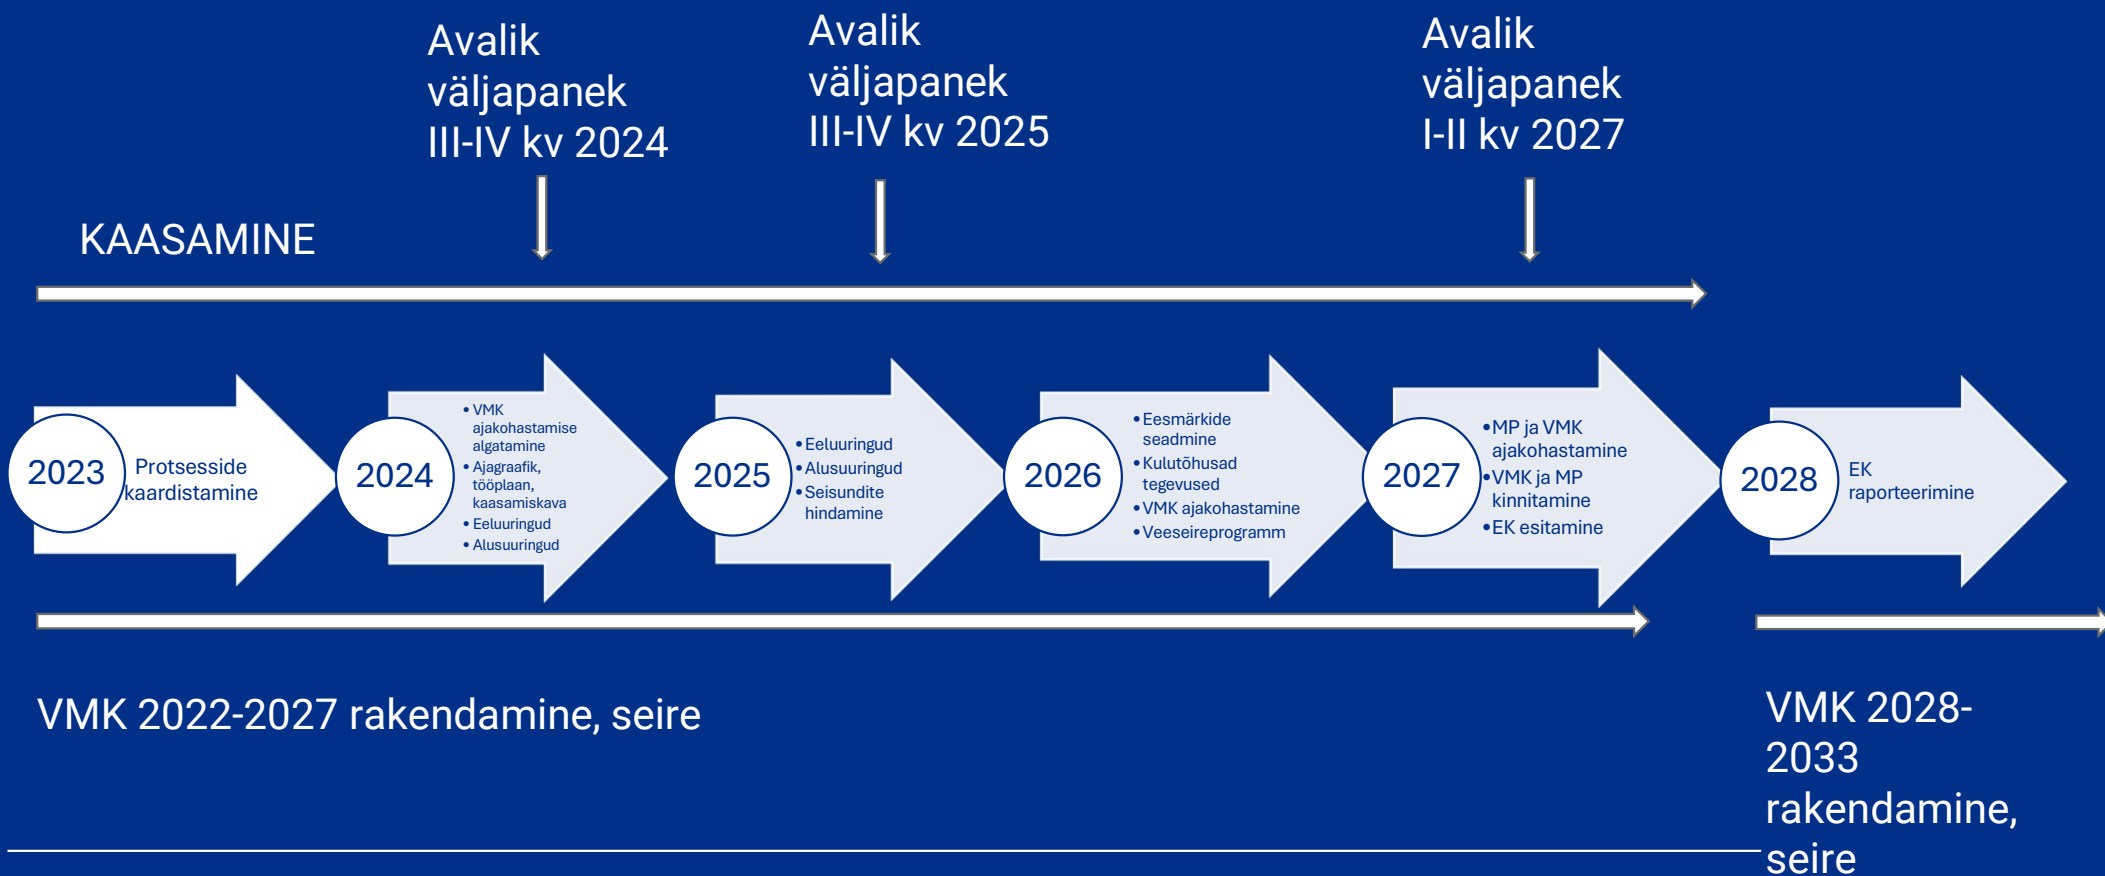 Avalik
väljapanek
III-IV kv 2024
Avalik
väljapanek
III-IV kv 2025
Avalik
väljapanek
I-II kv 2027
KAASAMINE
2023
Protsesside
kaardistamine
2024
• VMK
ajakohastamise
algatamine
• Ajagraafik,
tööplaan,
kaasamiskava
• Eeluuringud
• Alusuuringud
2025
• Eeluuringud
• Alusuuringud
• Seisundite
hindamine
2026
• Eesmärkide
seadmine
• Kulutõhusad
tegevused
• VMK ajakohastamine
• Veeseireprogramm
2027
• MP ja VMK
ajakohastamine
• VMK ja MP
kinnitamine
• EK esitamine
2028
EK
raporteerimine
VMK 2022-2027 rakendamine, seire
VMK 2028-
2033
rakendamine,
seire